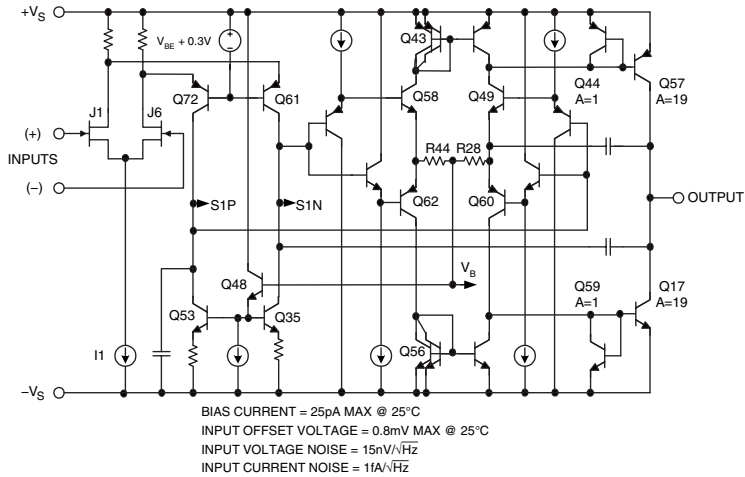 +VS
VBE + 0.3V
Q43
Q44
A=1
Q57
A=19
Q72
Q61
Q58
Q49
J1
J6
(+)
INPUTS
(−)
R44
R28
S1P
S1N
Q62
Q60
OUTPUT
Q48
VB
Q53
Q35
Q59
A=1
Q17
A=19
I1
Q56
−VS
BIAS CURRENT = 25pA MAX @ 25°C
INPUT OFFSET VOLTAGE = 0.8mV MAX @ 25°C
INPUT VOLTAGE NOISE = 15nV/√Hz
INPUT CURRENT NOISE = 1fA/√Hz